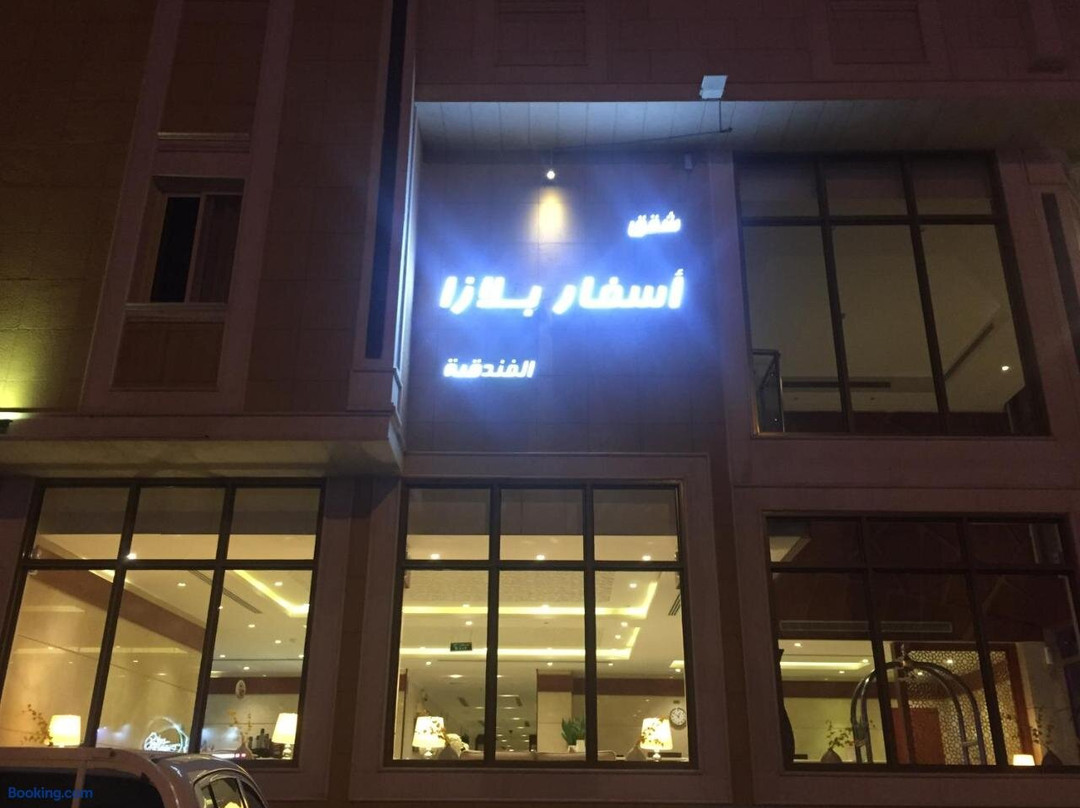 شقق
أسفار بلازا
الفندقية
Booking.com